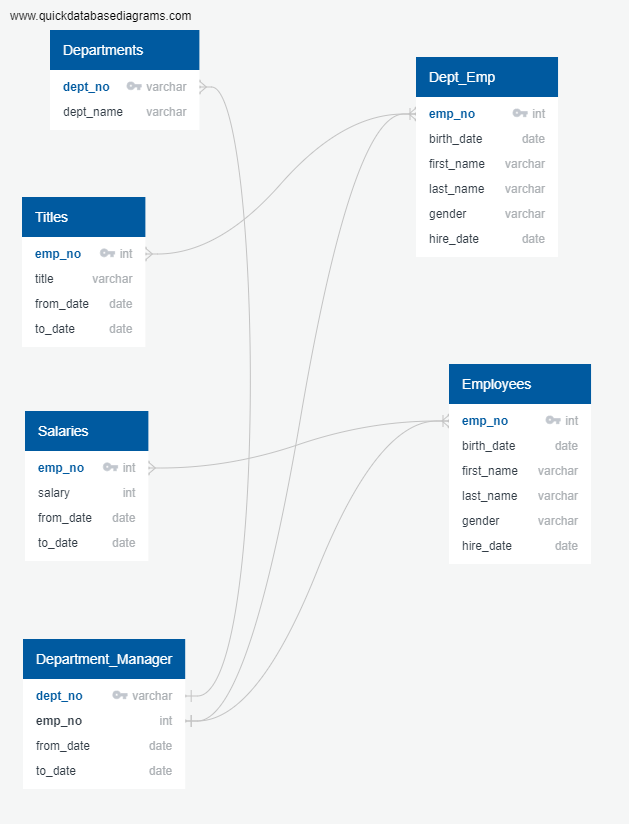 www.quickdatabasediagrams.com
Departments
dept_no varchar
dept_name varchar
Dept_Emp
emp_no int
birth_date date
first_name varchar
last_name varchar
gender varchar
hire_date date
Titles
emp_no int
title varchar
from_date date
to_date date
Employees
emp_no int
birth_date date
first_name varchar
last_name varchar
gender varchar
hire_date date
Salaries
emp_no int
salary int
from_date date
to_date date
Department_Manager
dept_no varchar
emp_no int
from_date date
to_date date